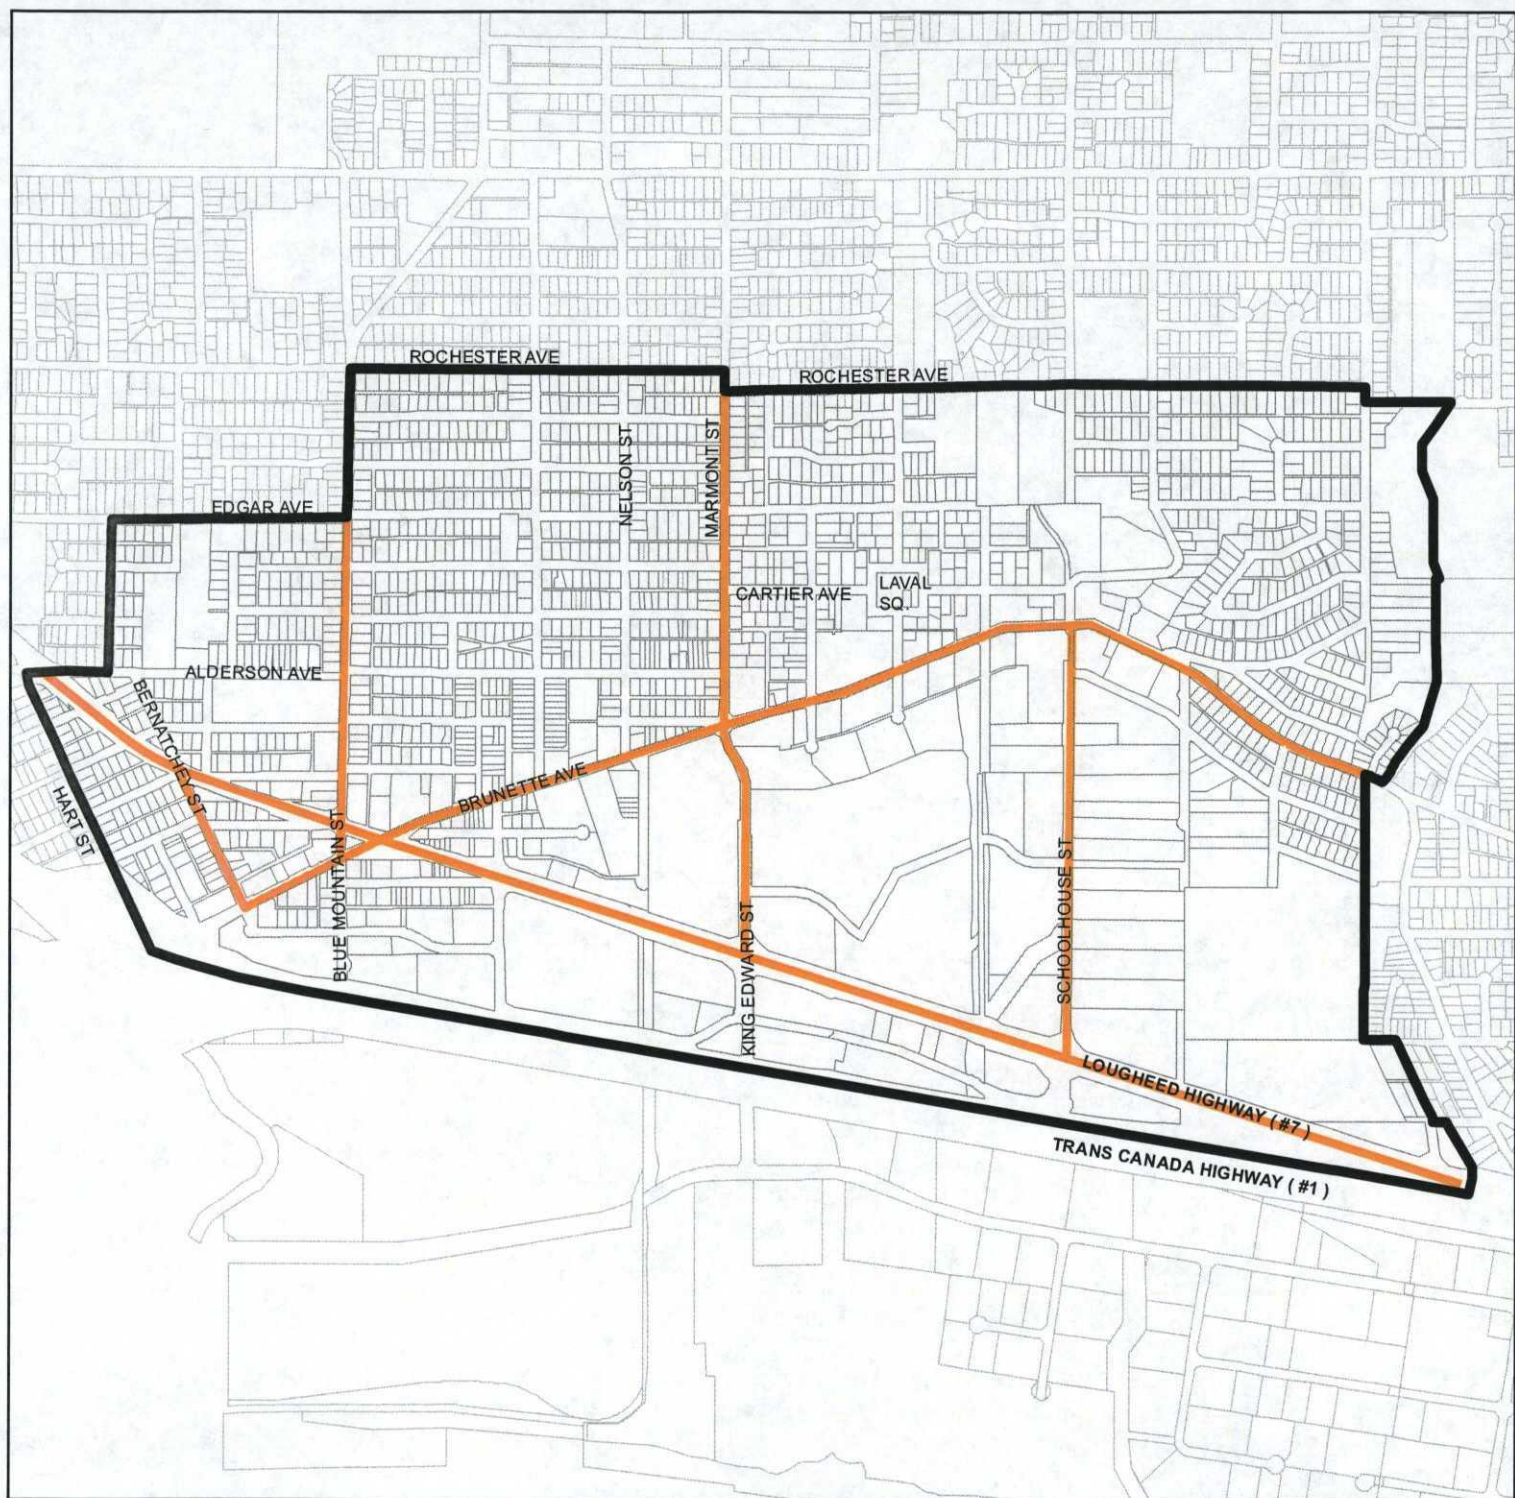 ROCHESTER AVE
ROCHESTER AVE
NELSON ST
MARMONT ST
EDGAR AVE
CARTIER AVE
LAVAL
SQ.
ALDERSON AVE
BERNATCHEY ST
HART ST
BLUE MOUNTAIN ST
BRUNETTE AVE
KING EDWARD ST
SCHOOLHOUSE ST
LOUGHEED HIGHWAY ( #7 )
TRANS CANADA HIGHWAY ( #1 )